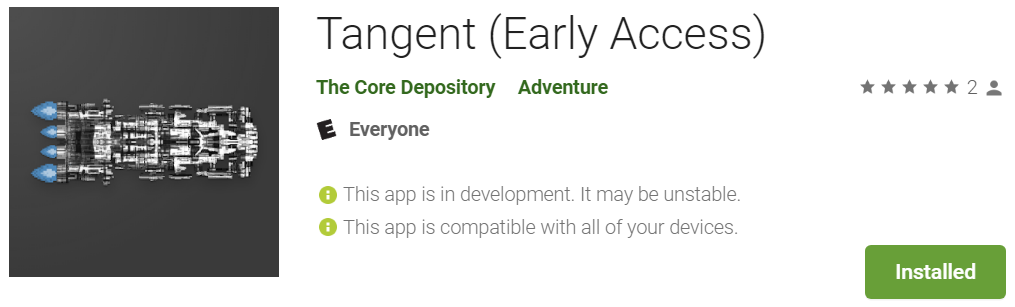 Tangent (Early Access)
The Core Depository Adventure
2
E Everyone
This app is in development. It may be unstable.
This app is compatible with all of your devices.
Installed